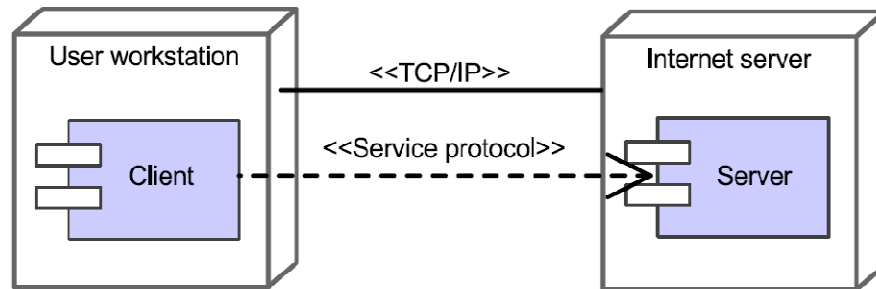 User workstation
<<TCP/IP>>
Internet server
<<Service protocol>>
Client
Server